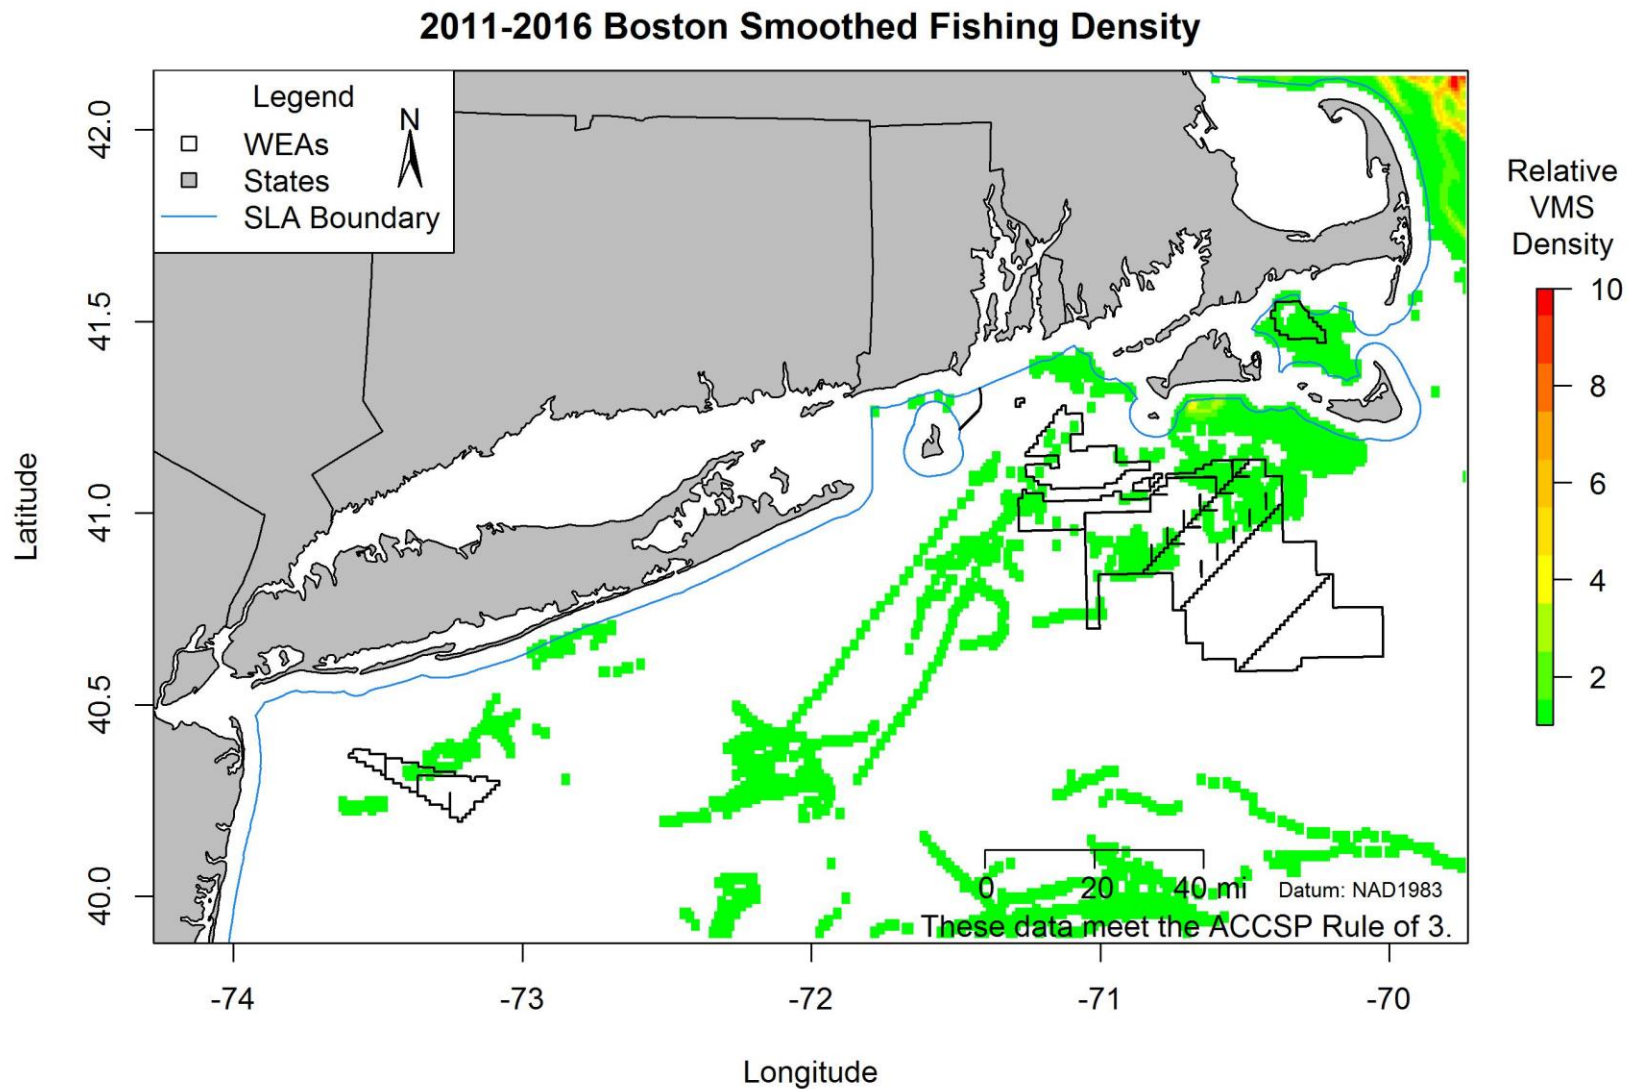 2011-2016 Boston Smoothed Fishing Density
Legend
N
WEAs
States
SLA Boundary
Relative
VMS
Density
10
8
6
4
2
Latitude
42.0
41.5
41.0
40.5
40.0
0 20 40 mi Datum: NAD1983
These data meet the ACCSP Rule of 3.
-74 -73 -72 -71 -70
Longitude